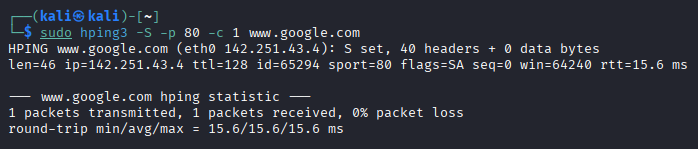 ┌──(kali㉿kali)-[~]
└─$ sudo hping3 -S -p 80 -c 1 www.google.com
HPING www.google.com (eth0 142.251.43.4): S set, 40 headers + 0 data bytes
len=46 ip=142.251.43.4 ttl=128 id=65294 sport=80 flags=SA seq=0 win=64240 rtt=15.6 ms
--- www.google.com hping statistic ---
1 packets transmitted, 1 packets received, 0% packet loss
round-trip min/avg/max = 15.6/15.6/15.6 ms